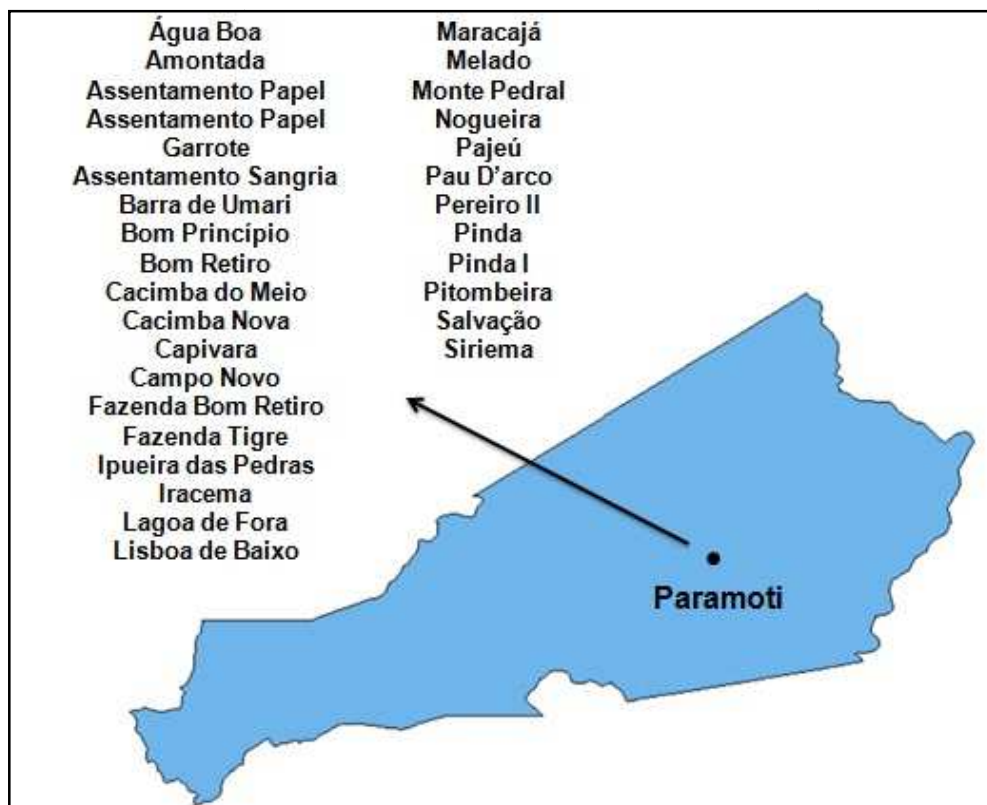 Água Boa
Amontada
Assentamento Papel
Assentamento Papel
Garrote
Assentamento Sangria
Barra de Umari
Bom Princípio
Bom Retiro
Cacimba do Meio
Cacimba Nova
Capivara
Campo Novo
Fazenda Bom Retiro
Fazenda Tigre
Ipueira das Pedras
Iracema
Lagoa de Fora
Lisboa de Baixo
Maracajá
Melado
Monte Pedral
Nogueira
Pajeú
Pau D'arco
Pereiro II
Pinda
Pinda I
Pitombeira
Salvação
Siriema
Paramoti